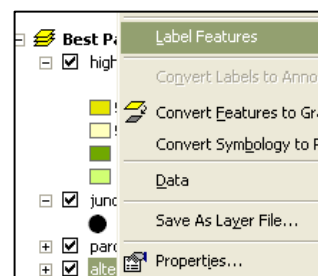 Best Pa
Label Features
high
Convert Labels to Anno
Convert Features to Gra
Convert Symbology to R
Data
junc
Save As Layer File...
parc
alte
Properties...